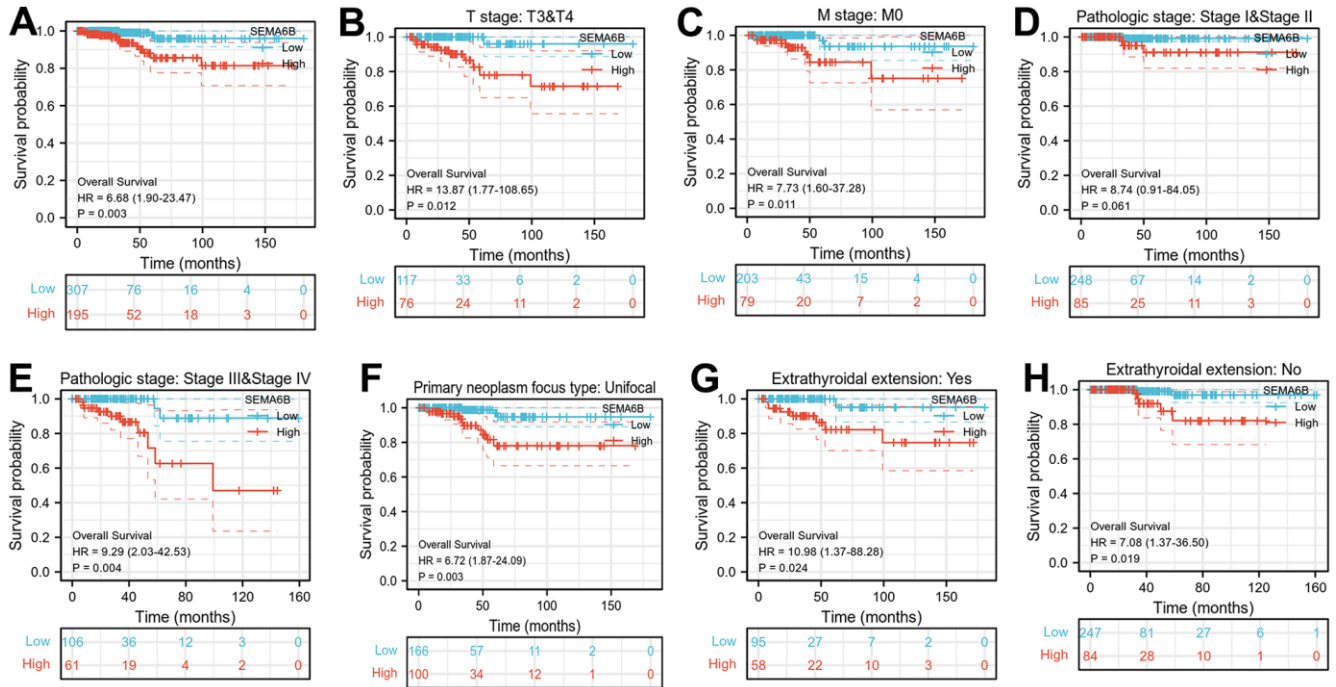 A
SEMA6B
Low
High
Survival probability
1.0
0.8
0.6
0.4
0.2
0.0
Overall Survival
HR = 6.68 (1.90-23.47)
P = 0.003
0 50 100 150
Time (months)
Low 307 76 16 4 0
High 195 52 18 3 0
B
T stage: T3&T4
SEMA6B
Low
High
Survival probability
1.0
0.8
0.6
0.4
0.2
0.0
Overall Survival
HR = 13.87 (1.77-108.65)
P = 0.012
0 50 100 150
Time (months)
Low 117 33 6 2 0
High 76 24 11 2 0
C
M stage: M0
SEMA6B
Low
High
Survival probability
1.0
0.8
0.6
0.4
0.2
0.0
Overall Survival
HR = 7.73 (1.60-37.28)
P = 0.011
0 50 100 150
Time (months)
Low 203 43 15 4 0
High 79 20 7 2 0
D
Pathologic stage: Stage I&Stage II
SEMA6B
Low
High
Survival probability
1.0
0.8
0.6
0.4
0.2
0.0
Overall Survival
HR = 8.74 (0.91-84.05)
P = 0.061
0 50 100 150
Time (months)
Low 248 67 14 2 0
High 85 25 11 3 0
E
Pathologic stage: Stage III&Stage IV
SEMA6B
Low
High
Survival probability
1.0
0.8
0.6
0.4
0.2
0.0
Overall Survival
HR = 9.29 (2.03-42.53)
P = 0.004
0 40 80 120 160
Time (months)
Low 106 36 12 3 0
High 61 19 4 2 0
F
Primary neoplasm focus type: Unifocal
SEMA6B
Low
High
Survival probability
1.0
0.8
0.6
0.4
0.2
0.0
Overall Survival
HR = 6.72 (1.87-24.09)
P = 0.003
0 50 100 150
Time (months)
Low 166 57 11 2 0
High 100 34 12 1 0
G
Extrathyroidal extension: Yes
SEMA6B
Low
High
Survival probability
1.0
0.8
0.6
0.4
0.2
0.0
Overall Survival
HR = 10.98 (1.37-88.28)
P = 0.024
0 50 100 150
Time (months)
Low 95 27 7 2 0
High 58 22 10 3 0
H
Extrathyroidal extension: No
SEMA6B
Low
High
Survival probability
1.0
0.8
0.6
0.4
0.2
0.0
Overall Survival
HR = 7.08 (1.37-36.50)
P = 0.019
0 40 80 120 160
Time (months)
Low 247 81 27 6 1
High 84 28 10 1 0